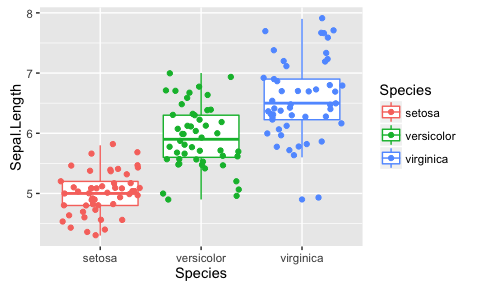 8
7
6
5
Sepal.Length
setosa
versicolor
virginica
Species
Species
setosa
versicolor
virginica